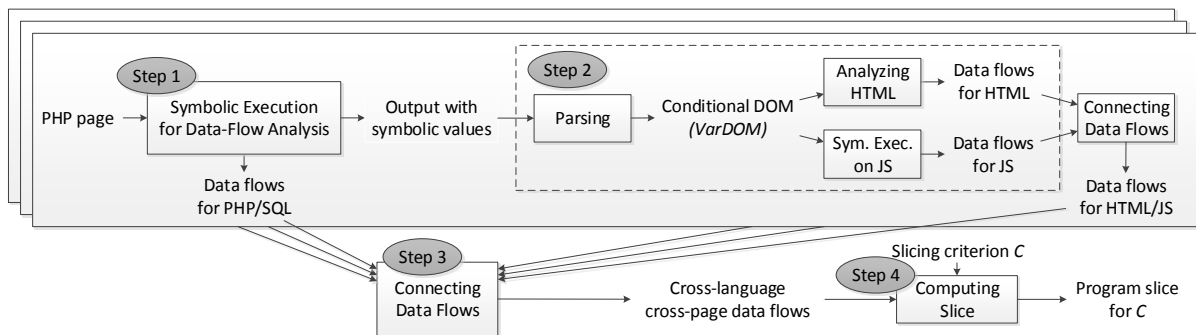 Step 1
Step 2
PHP page
Symbolic Execution
for Data-Flow Analysis
Output with
symbolic values
Parsing
Conditional DOM
(VarDOM)
Analyzing
HTML
Data flows
for HTML
Sym. Exec.
on JS
Data flows
for JS
Connecting
Data Flows
Data flows
for PHP/SQL
Data flows
for HTML/JS
Step 3
Connecting
Data Flows
Cross-language
cross-page data flows
Step 4
Slicing criterion C
Computing
Slice
Program slice
for C